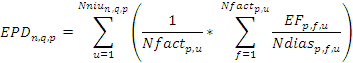 EPD_{n,q,p} = \sum_{u=1}^{Nniu_{n,q,p}} \left( \frac{1}{Nfact_{p,u}} * \sum_{f=1}^{Nfact_{p,u}} \frac{EF_{p,f,u}}{Ndias_{p,f,u}} \right)